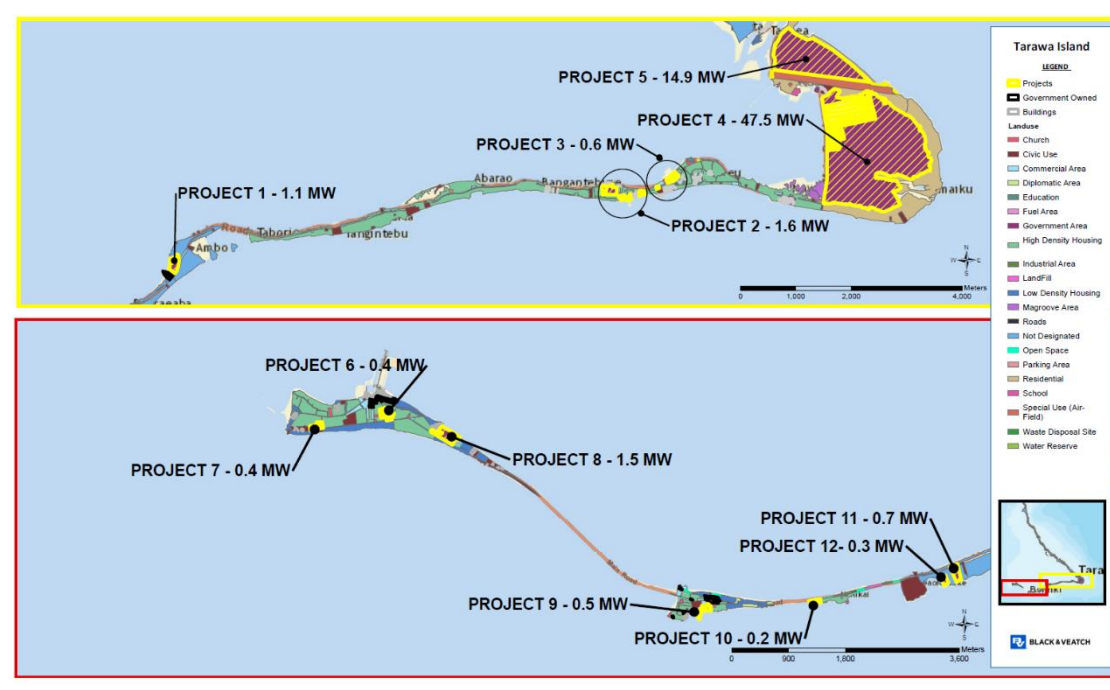 PROJECT 5 - 14.9 MW
PROJECT 4 - 47.5 MW
PROJECT 3 - 0.6 MW
PROJECT 1 - 1.1 MW
PROJECT 2 - 1.6 MW
Abarao
Ambo
Road
Meters
0 1,000 2,000 4,000
N
W E
S
PROJECT 6 - 0.4 MW
PROJECT 7 - 0.4 MW
PROJECT 8 - 1.5 MW
PROJECT 11 - 0.7 MW
PROJECT 12- 0.3 MW
PROJECT 9 - 0.5 MW
PROJECT 10 - 0.2 MW
N
W E
S
Meters
0 900 1,800 3,600
Tarawa Island
LEGEND
Projects
Government Owned
Buildings
Landuse
Church
Civic Use
Commercial Area
Diplomatic Area
Education
Fuel Area
Government Area
High Density Housing
Industrial Area
LandFill
Low Density Housing
Magroove Area
Roads
Not Designated
Open Space
Parking Area
Residential
School
Special Use (Air-
Field)
Waste Disposal Site
Water Reserve
Tara
BLACK & VEATCH